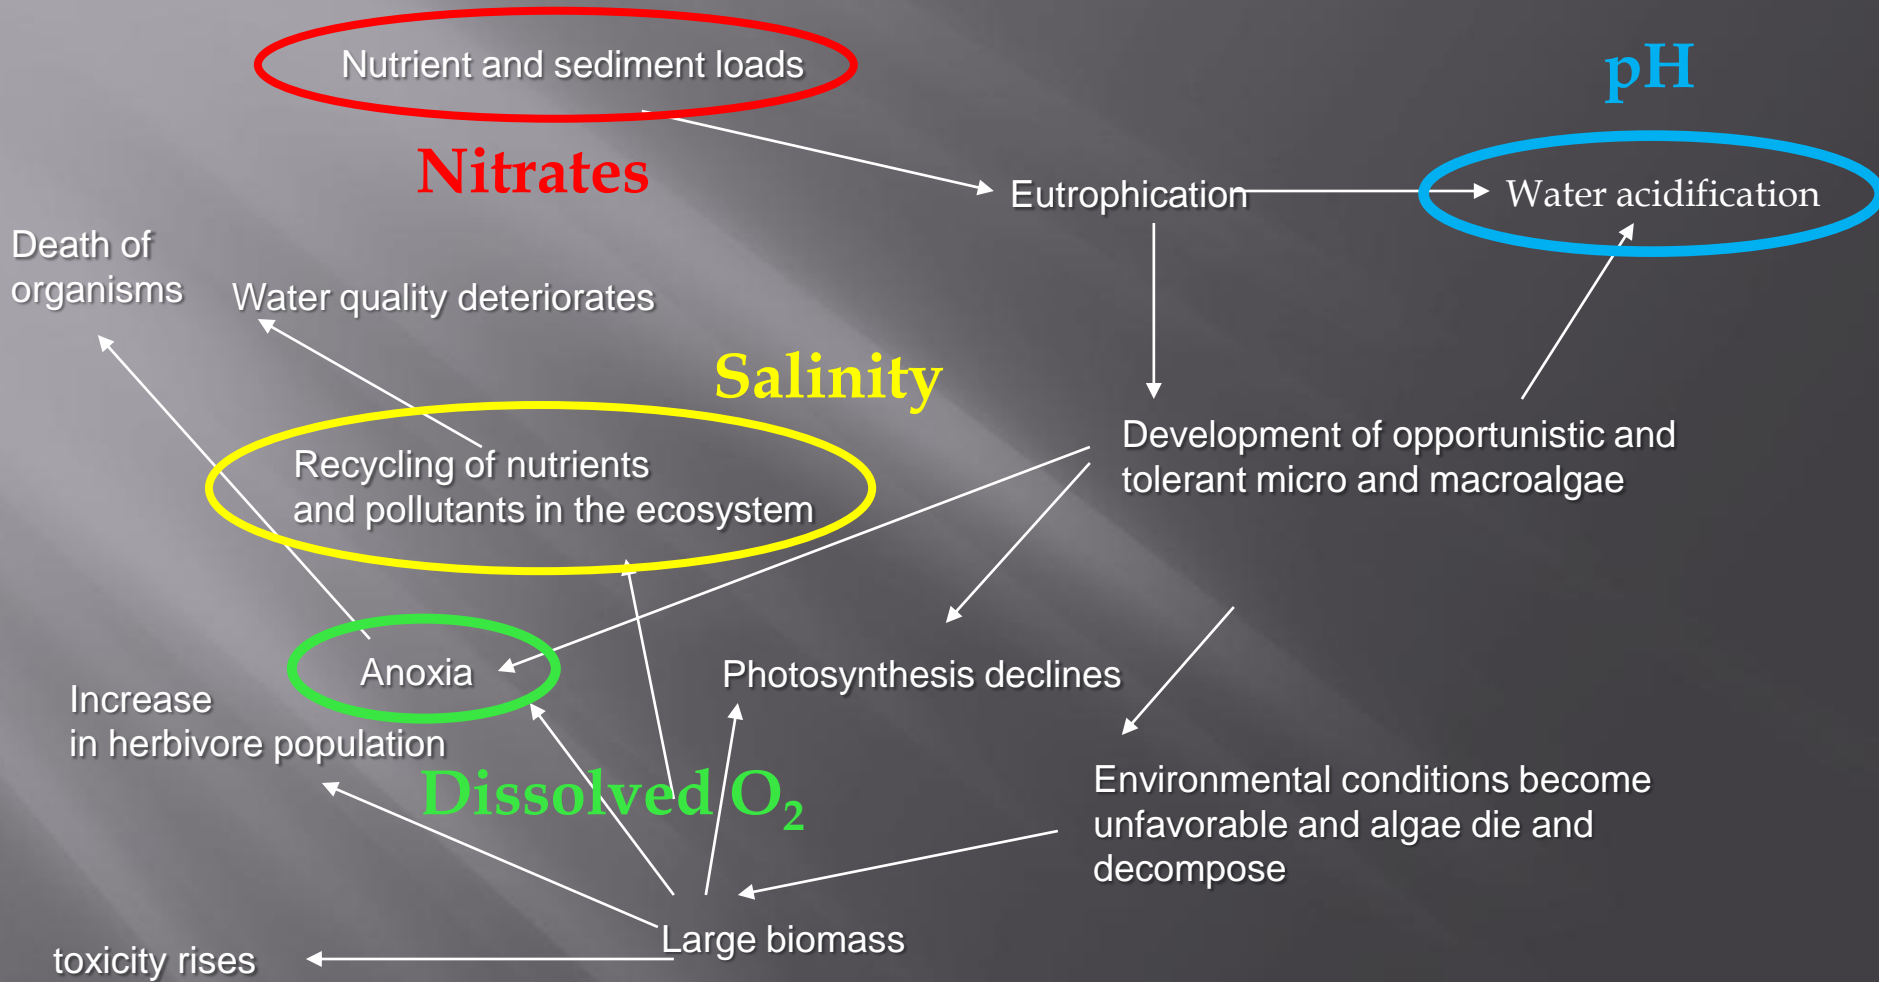 Nutrient and sediment loads
pH
Nitrates
Eutrophication
Water acidification
Death of
organisms
Water quality deteriorates
Salinity
Development of opportunistic and
tolerant micro and macroalgae
Recycling of nutrients
and pollutants in the ecosystem
Anoxia
Photosynthesis declines
Increase
in herbivore population
Dissolved O₂
Environmental conditions become
unfavorable and algae die and
decompose
Large biomass
toxicity rises